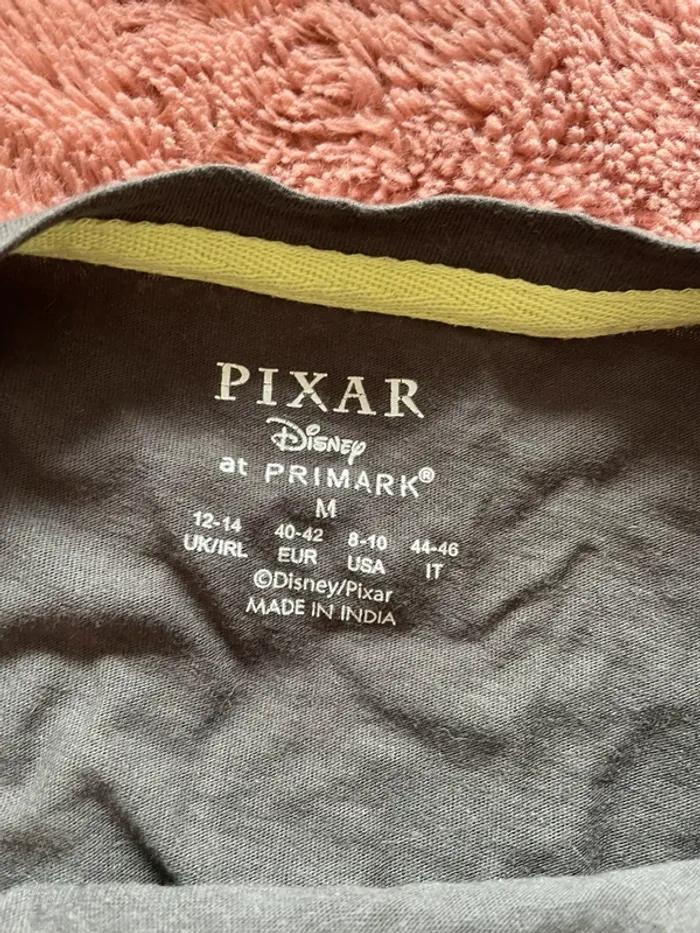 PIXAR
Disney
at PRIMARK®
M
12-14 40-42 8-10 44-46
UK/IRL EUR USA IT
©Disney/Pixar
MADE IN INDIA